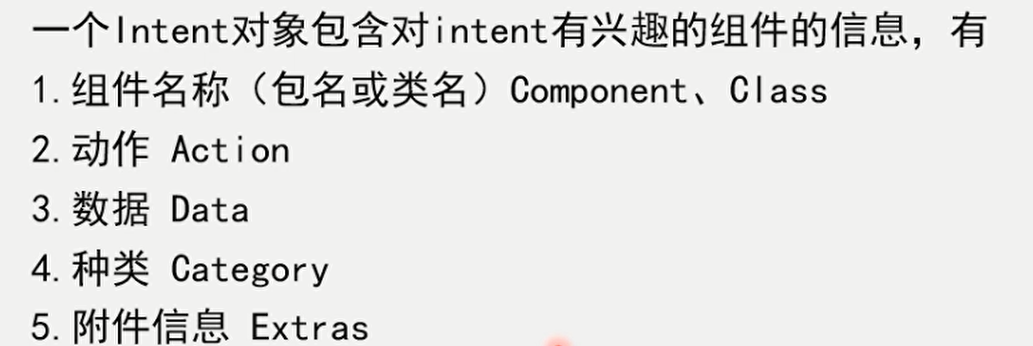 一个Intent对象包含对intent有兴趣的组件的信息，有
1.组件名称（包名或类名）Component、Class
2.动作 Action
3.数据 Data
4.种类 Category
5.附件信息 Extras